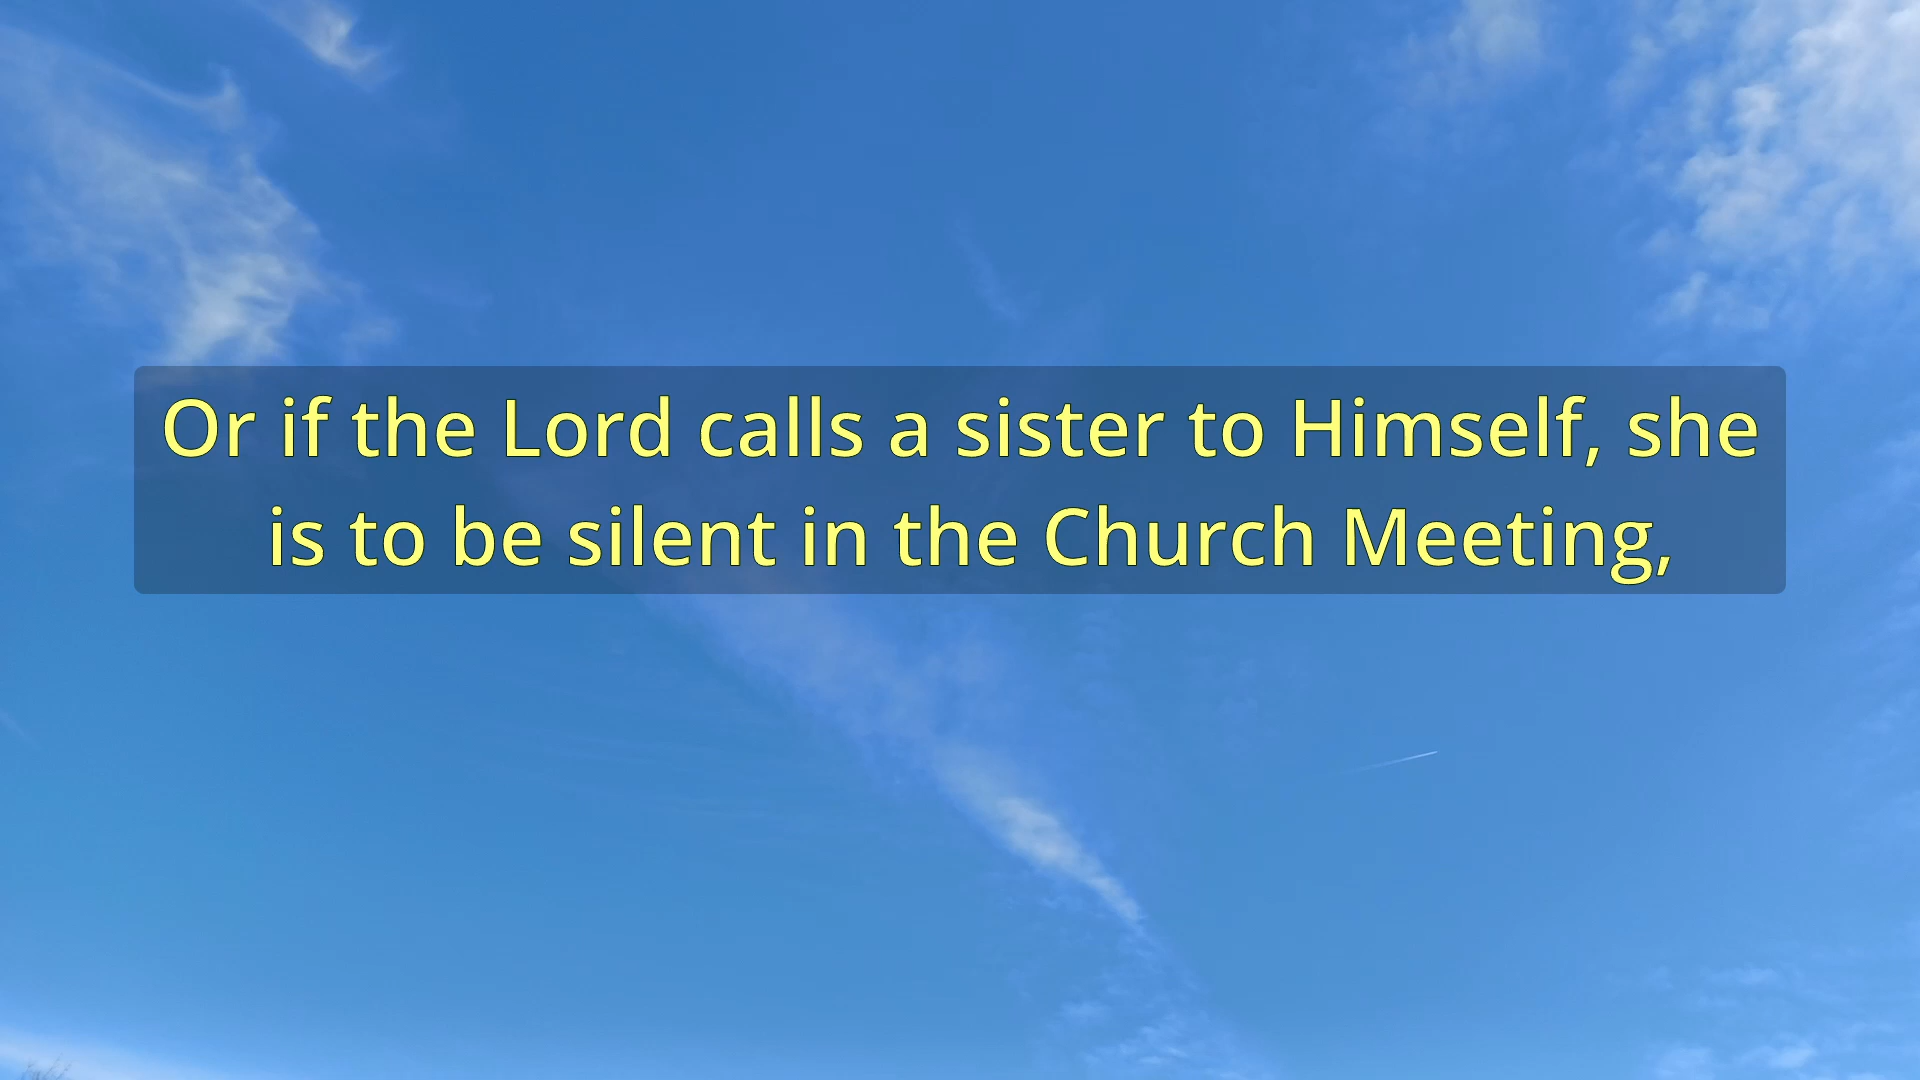 Or if the Lord calls a sister to Himself, she
is to be silent in the Church Meeting,